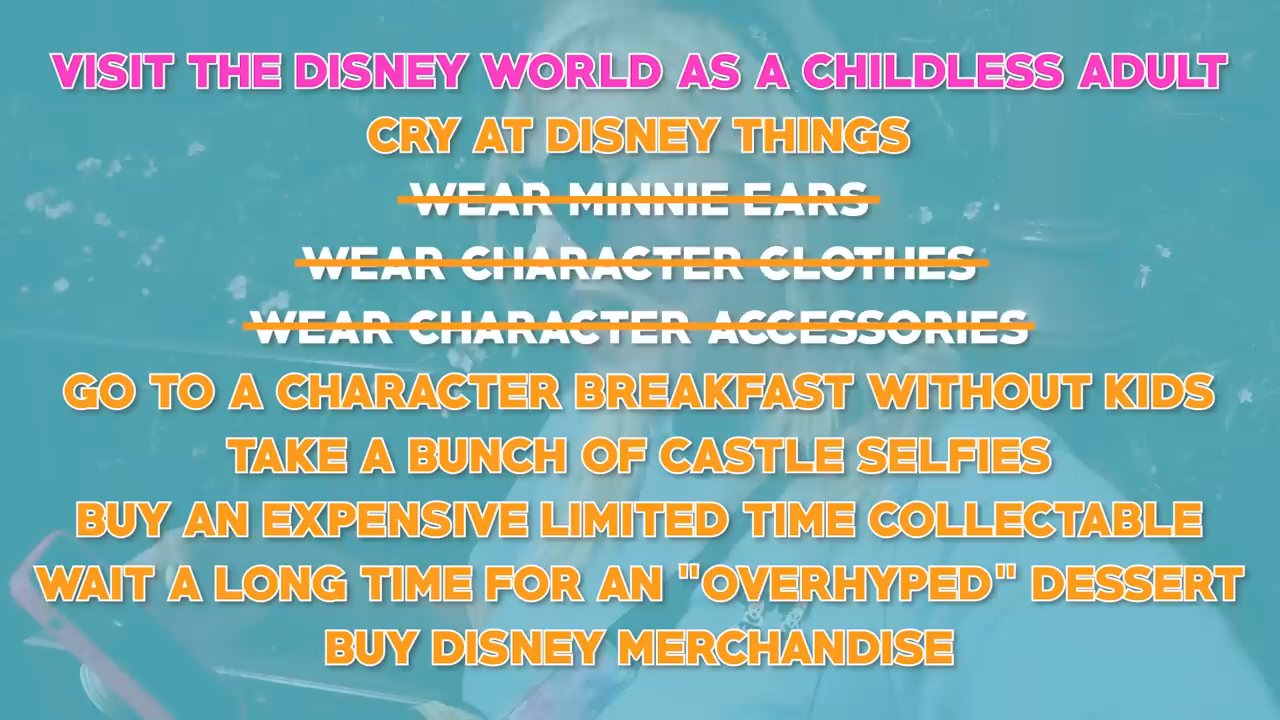 VISIT THE DISNEY WORLD AS A CHILDLESS ADULT
CRY AT DISNEY THINGS
WEAR MINNIE EARS
WEAR CHARACTER CLOTHES
WEAR CHARACTER ACCESSORIES
GO TO A CHARACTER BREAKFAST WITHOUT KIDS
TAKE A BUNCH OF CASTLE SELFIES
BUY AN EXPENSIVE LIMITED TIME COLLECTABLE
WAIT A LONG TIME FOR AN "OVERHYPED" DESSERT
BUY DISNEY MERCHANDISE